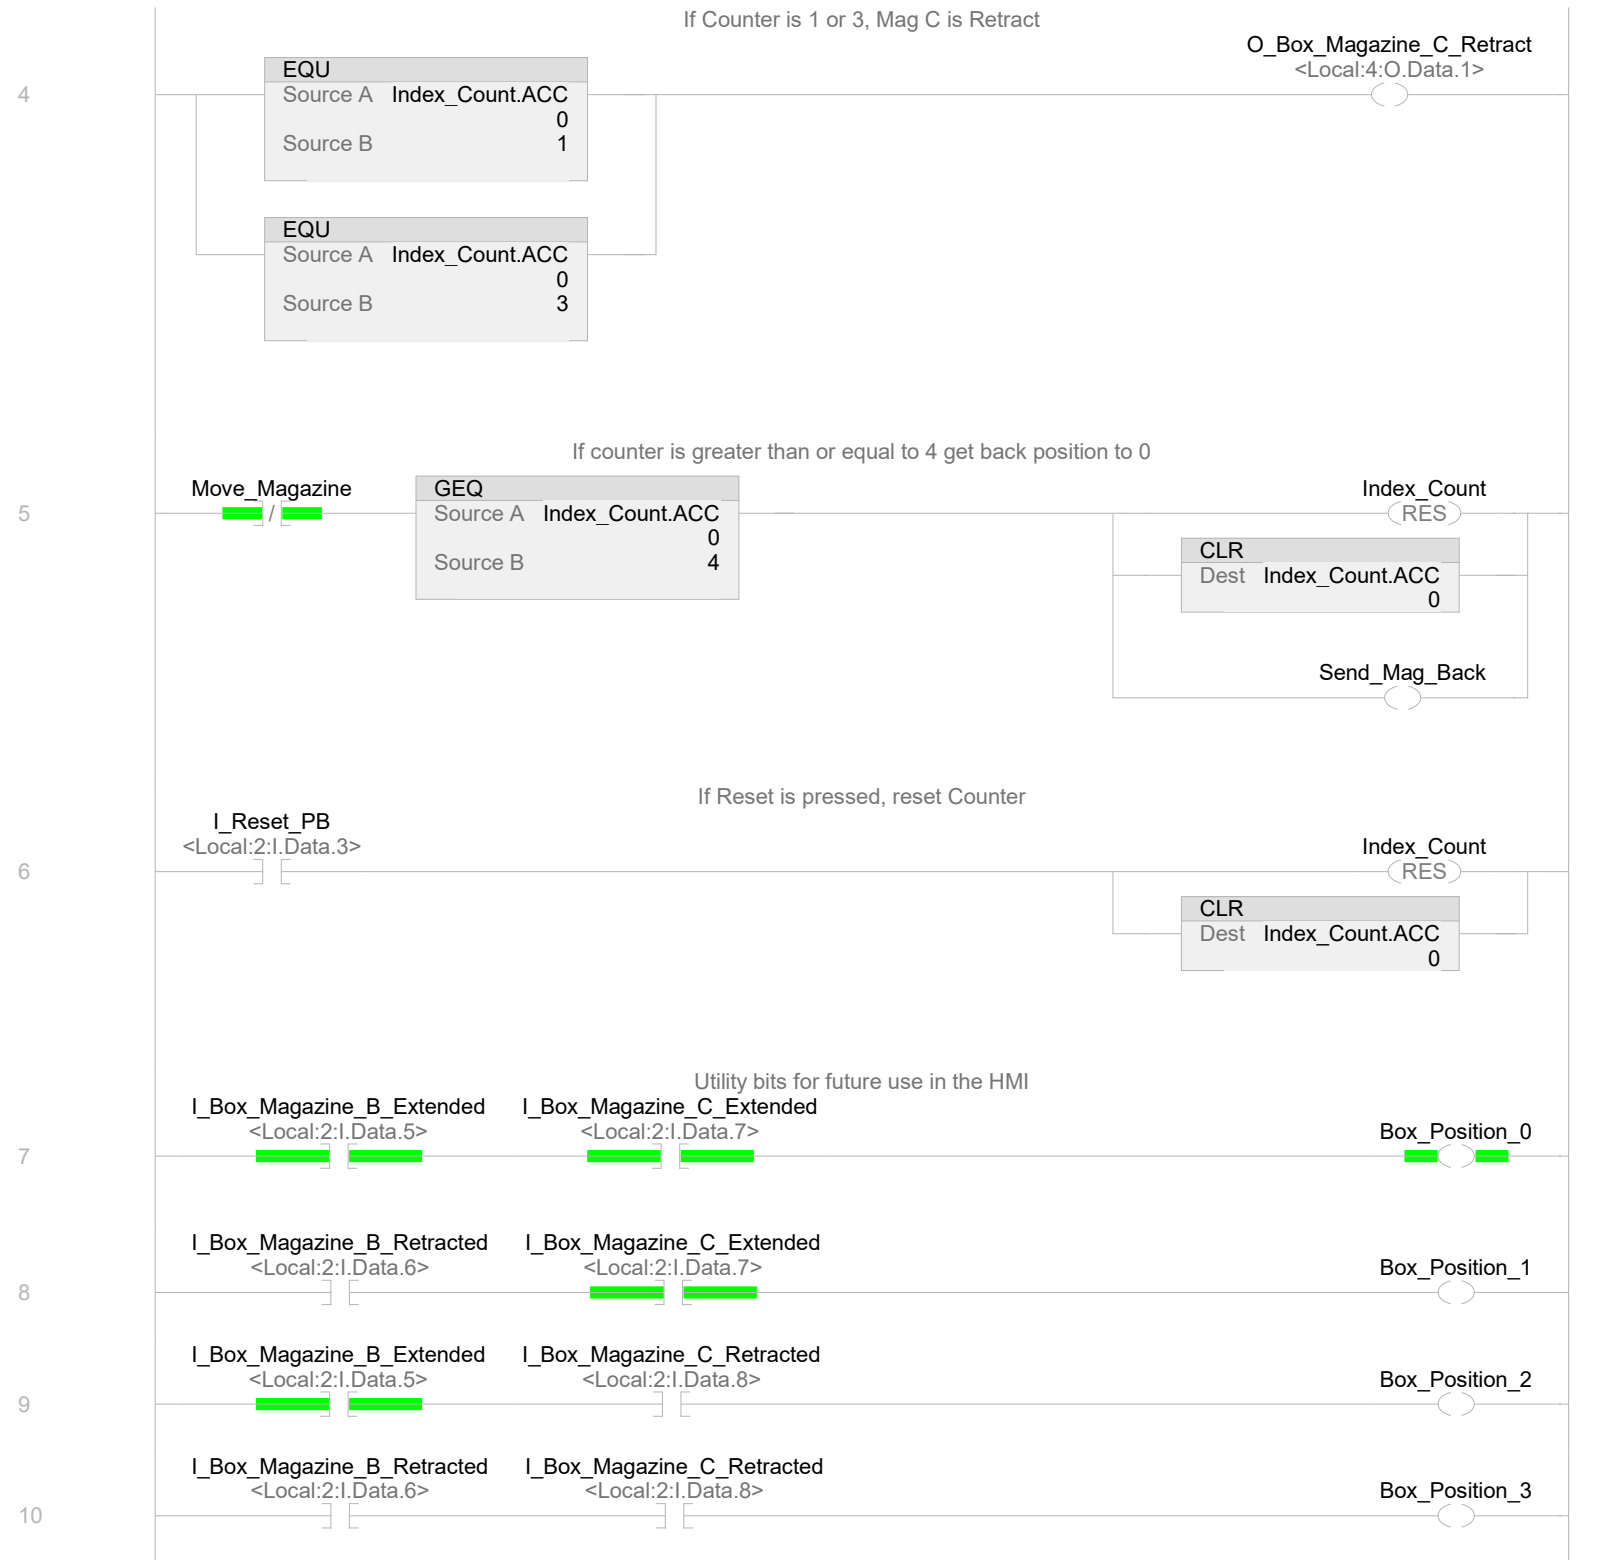 If Counter is 1 or 3, Mag C is Retract
O_Box_Magazine_C_Retract
<Local:4:O.Data.1>
4
EQU
Source A Index_Count.ACC
0
Source B 1
EQU
Source A Index_Count.ACC
0
Source B 3
If counter is greater than or equal to 4 get back position to 0
Move_Magazine
Index_Count
5
/
GEQ
Source A Index_Count.ACC
0
Source B 4
RES
CLR
Dest Index_Count.ACC
0
Send_Mag_Back
If Reset is pressed, reset Counter
I_Reset_PB
<Local:2:I.Data.3>
Index_Count
6
RES
CLR
Dest Index_Count.ACC
0
Utility bits for future use in the HMI
I_Box_Magazine_B_Extended I_Box_Magazine_C_Extended
<Local:2:I.Data.5> <Local:2:I.Data.7> Box_Position_0
7
I_Box_Magazine_B_Retracted I_Box_Magazine_C_Extended
<Local:2:I.Data.6> <Local:2:I.Data.7> Box_Position_1
8
I_Box_Magazine_B_Extended I_Box_Magazine_C_Retracted
<Local:2:I.Data.5> <Local:2:I.Data.8> Box_Position_2
9
I_Box_Magazine_B_Retracted I_Box_Magazine_C_Retracted
<Local:2:I.Data.6> <Local:2:I.Data.8> Box_Position_3
10